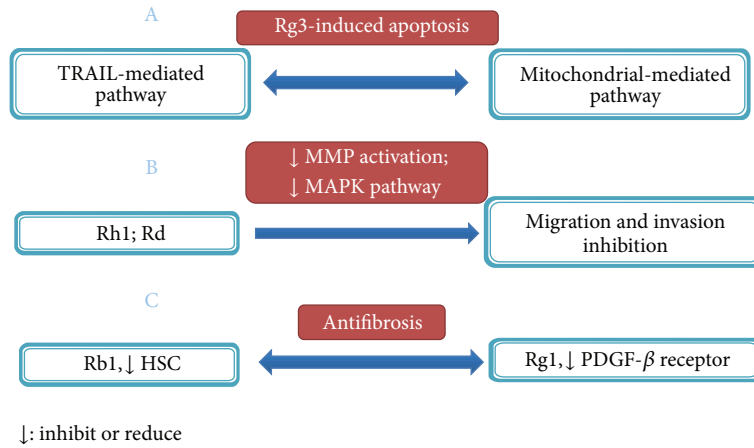 A
Rg3-induced apoptosis
TRAIL-mediated
pathway
Mitochondrial-mediated
pathway
B
↓ MMP activation;
↓ MAPK pathway
Rh1; Rd
Migration and invasion
inhibition
C
Antifibrosis
Rb1,↓ HSC
Rg1,↓ PDGF-β receptor
↓: inhibit or reduce